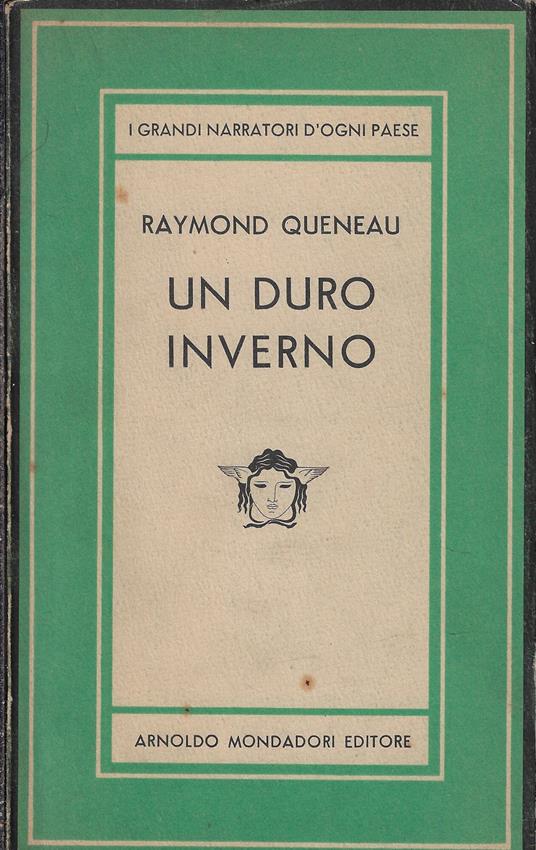 I GRANDI NARRATORI D'OGNI PAESE
RAYMOND QUENEAU
UN DURO
INVERNO
ARNOLDO MONDADORI EDITORE